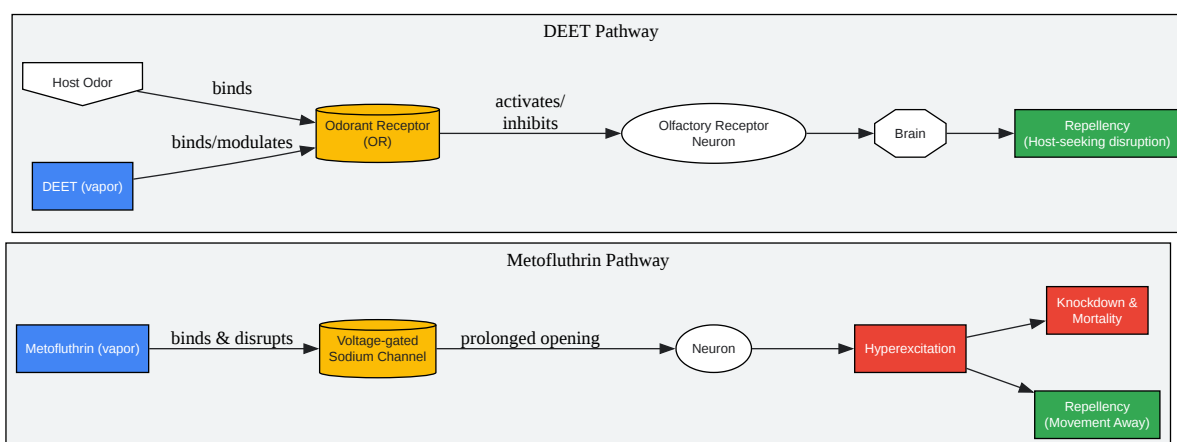 DEET Pathway
Host Odor
binds
DEET (vapor)
binds/modulates
Odorant Receptor
(OR)
activates/
inhibits
Olfactory Receptor
Neuron
Brain
Repellency
(Host-seeking disruption)
Metofluthrin Pathway
Metofluthrin (vapor)
binds & disrupts
Voltage-gated
Sodium Channel
prolonged opening
Neuron
Hyperexcitation
Knockdown &
Mortality
Repellency
(Movement Away)